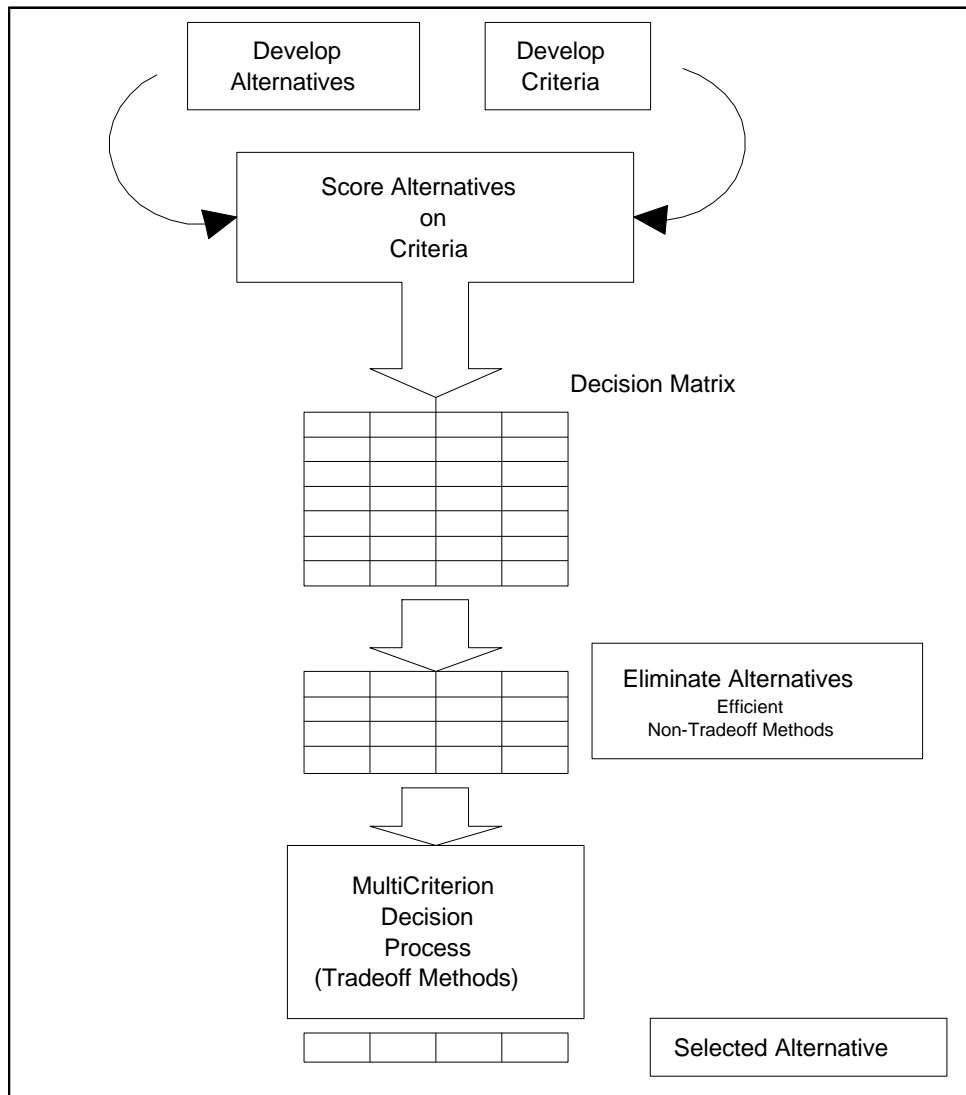 Develop
Alternatives
Develop
Criteria
Score Alternatives
on
Criteria
Decision Matrix
Eliminate Alternatives
Efficient
Non-Tradeoff Methods
MultiCriterion
Decision
Process
(Tradeoff Methods)
Selected Alternative